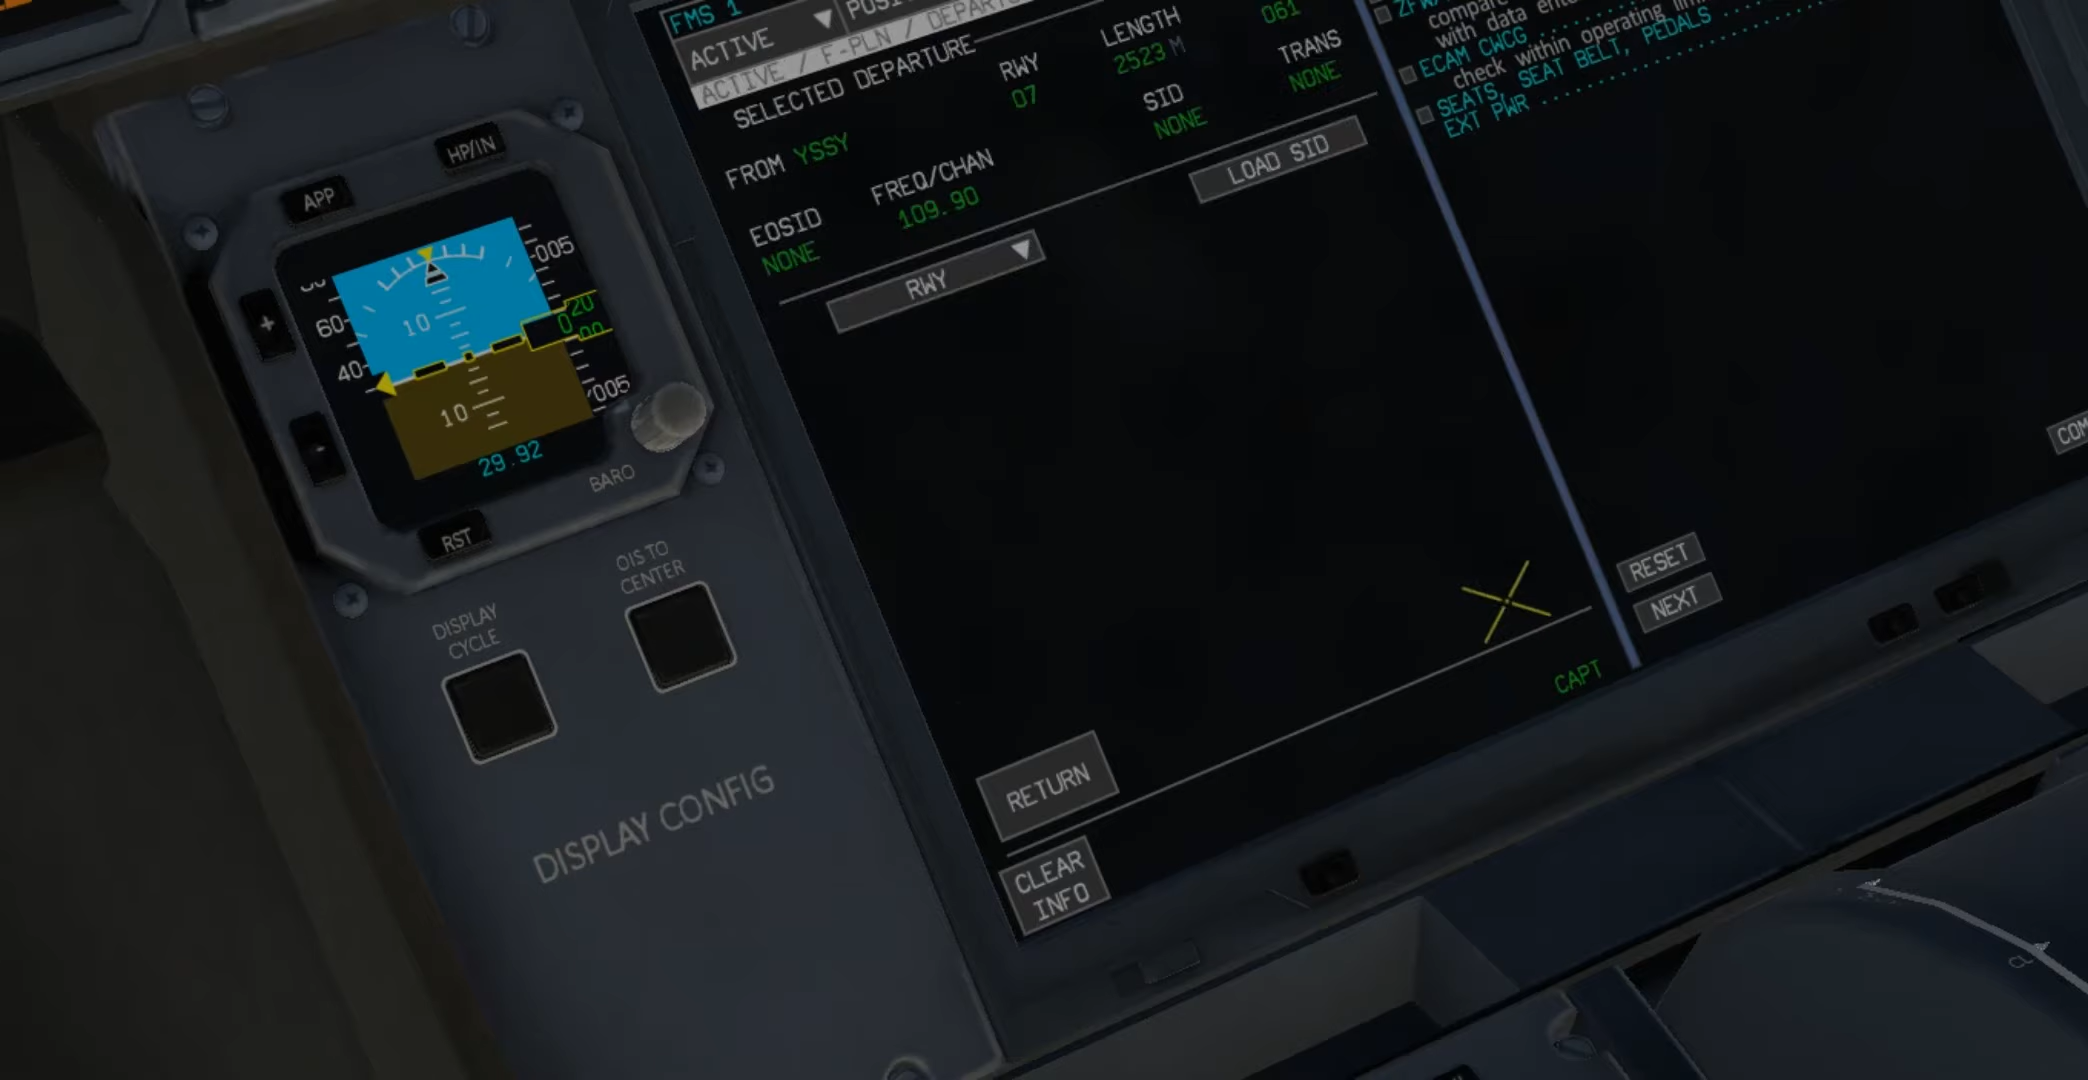 FMS 1
ACTIVE
ACTIVE / F-PLN /
SELECTED DEPARTURE
RWY
LENGTH
061
07
2523 M
TRANS
FROM YSSY
SID
NONE
FREQ/CHAN
NONE
EOSID
109.90
LOAD SID
NONE
RWY
RETURN
CLEAR
INFO
CAPT
compare
with data
ECAM CWCG
check within operating
SEATS, SEAT BELT, PEDALS
EXT PWR
RESET
NEXT
HP/IN
APP
005
60
10
20
0
40
+
10
005
-
29.92
BARO
RST
OIS TO
CENTER
DISPLAY
CYCLE
DISPLAY CONFIG